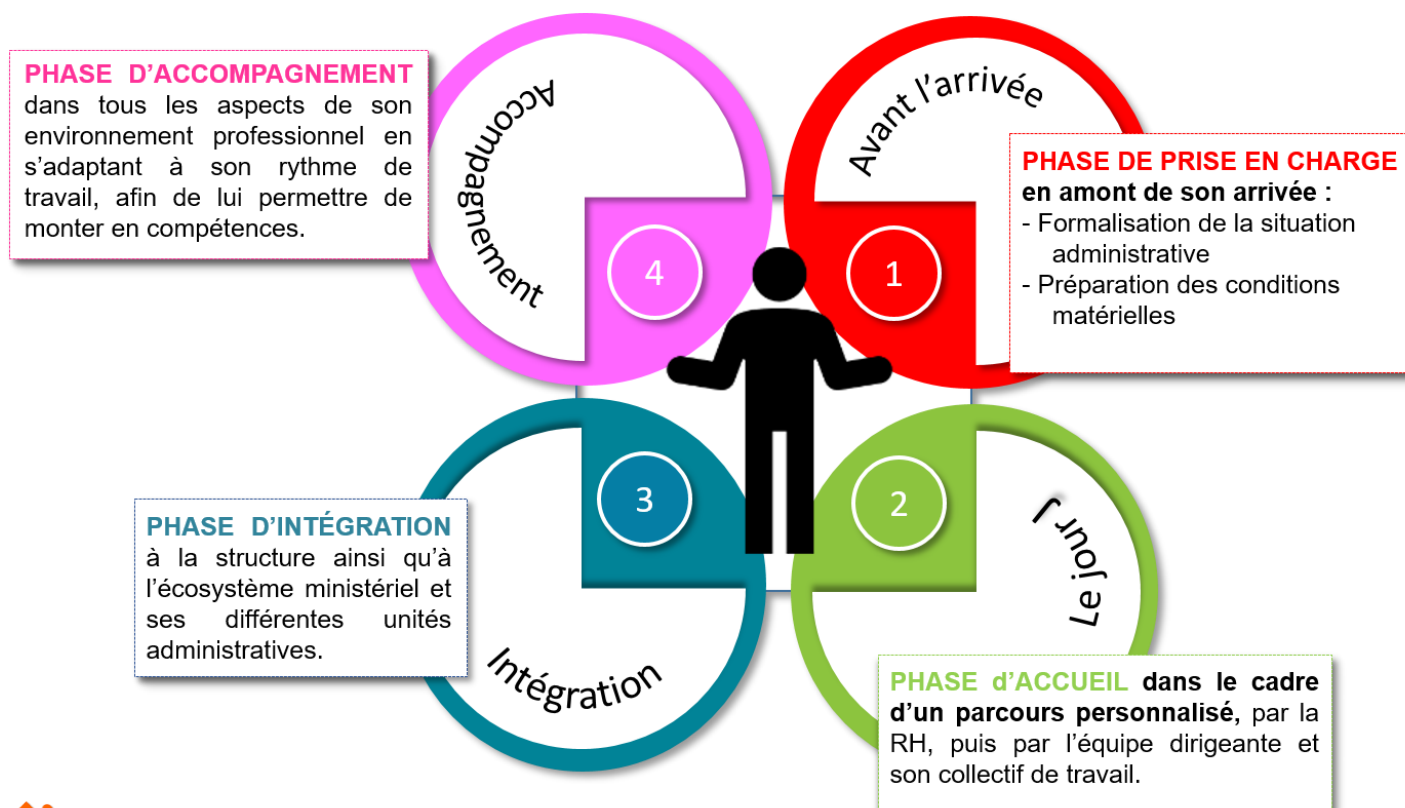 Avant l'arrivée
1
PHASE DE PRISE EN CHARGE
en amont de son arrivée :
- Formalisation de la situation
administrative
- Préparation des conditions
matérielles
Le jour J
2
PHASE d'ACCUEIL dans le cadre
d'un parcours personnalisé, par la
RH, puis par l'équipe dirigeante et
son collectif de travail.
Intégration
3
PHASE D'INTÉGRATION
à la structure ainsi qu'à
l'écosystème ministériel et
ses différentes unités
administratives.
Accompagnement
4
PHASE D'ACCOMPAGNEMENT
dans tous les aspects de son
environnement professionnel en
s'adaptant à son rythme de
travail, afin de lui permettre de
monter en compétences.